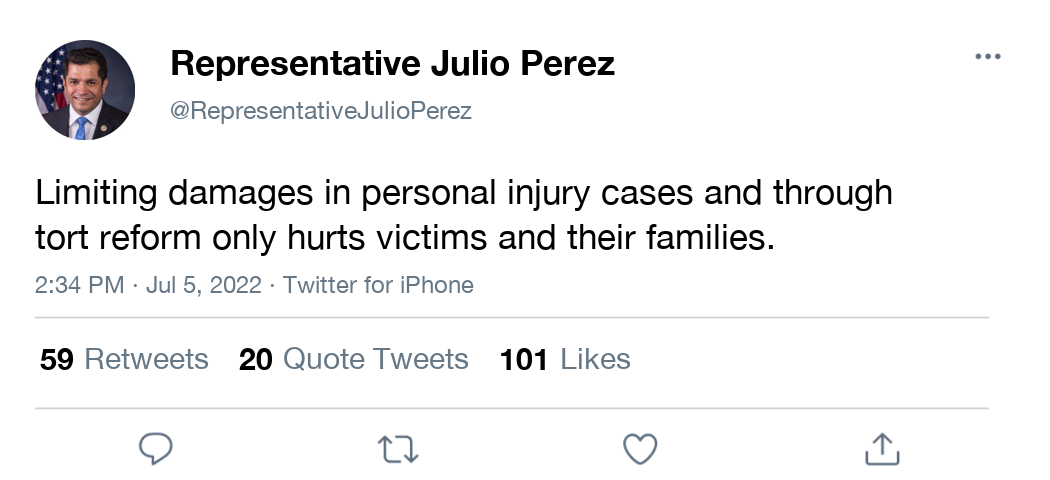 Representative Julio Perez
@RepresentativeJulioPerez
Limiting damages in personal injury cases and through
tort reform only hurts victims and their families.
2:34 PM · Jul 5, 2022 · Twitter for iPhone
59 Retweets 20 Quote Tweets 101 Likes